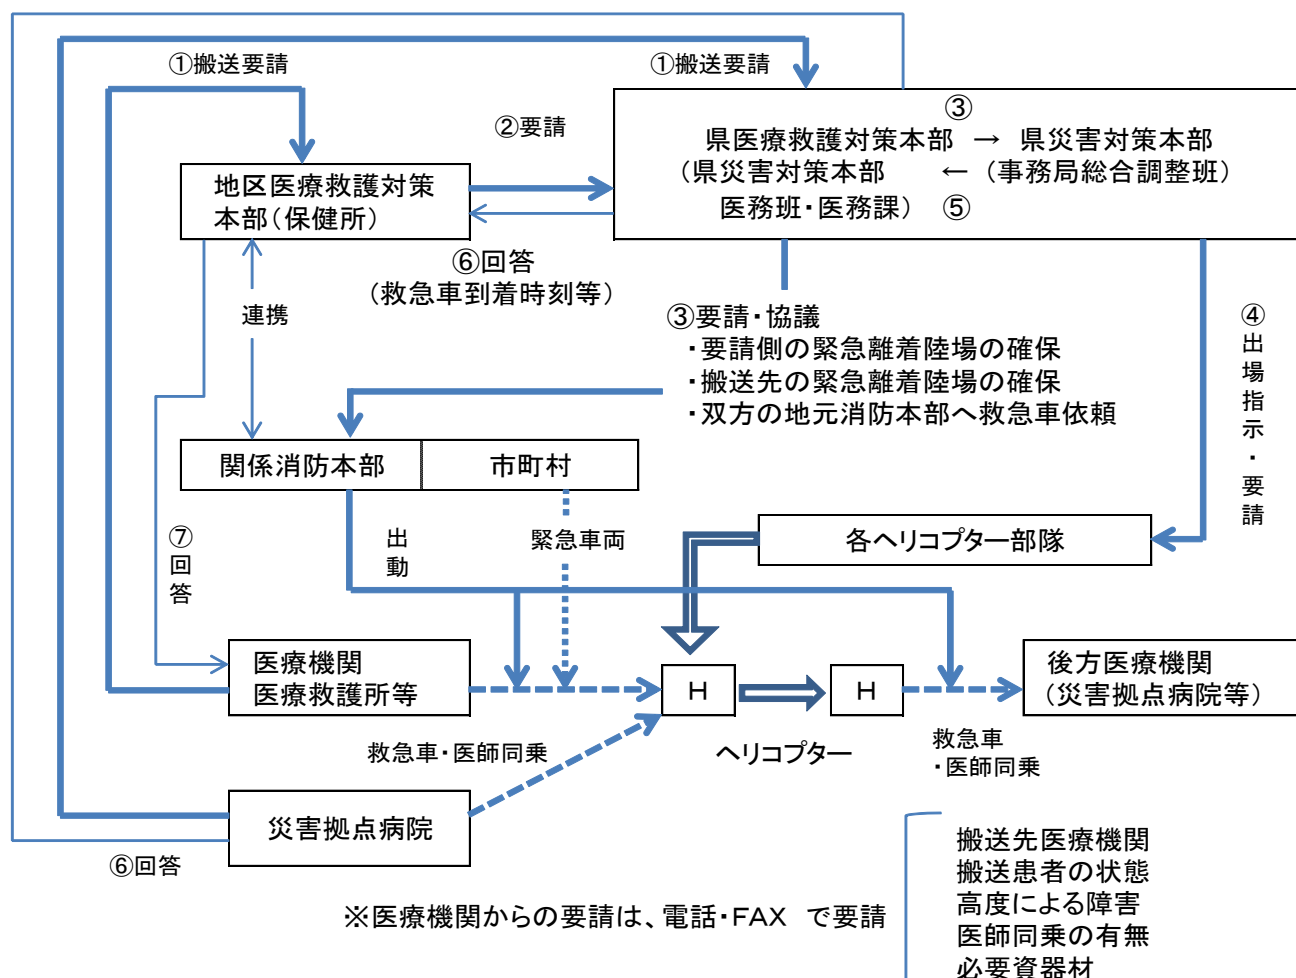 ①搬送要請
①搬送要請
③
県医療救護対策本部 → 県災害対策本部
(県災害対策本部 ← (事務局総合調整班)
医務班・医務課) ⑤
②要請
地区医療救護対策
本部(保健所)
⑥回答
(救急車到着時刻等)
連携
③要請・協議
・要請側の緊急離着陸場の確保
・搬送先の緊急離着陸場の確保
・双方の地元消防本部へ救急車依頼
④出場指示・要請
関係消防本部
市町村
⑦回答
出動
緊急車両
各ヘリコプター部隊
医療機関
医療救護所等
H
H
後方医療機関
(災害拠点病院等)
救急車・医師同乗
ヘリコプター
救急車
・医師同乗
災害拠点病院
⑥回答
※医療機関からの要請は、電話・FAX で要請
搬送先医療機関
搬送患者の状態
高度による障害
医師同乗の有無
必要資器材